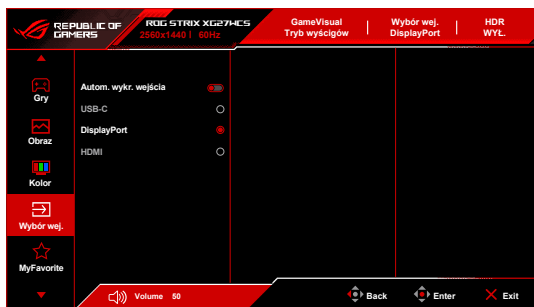 REPUBLIC OF
GAMERS
ROG STRIX XG27WCS
2560x1440 | 60Hz
GameVisual
Tryb wyścigów
Wybór wej.
DisplayPort
HDR
WYŁ.
Gry
Obraz
Kolor
Wybór wej.
MyFavorite
Autom. wykr. wejścia
USB-C
DisplayPort
HDMI
Volume 50
Back
Enter
Exit